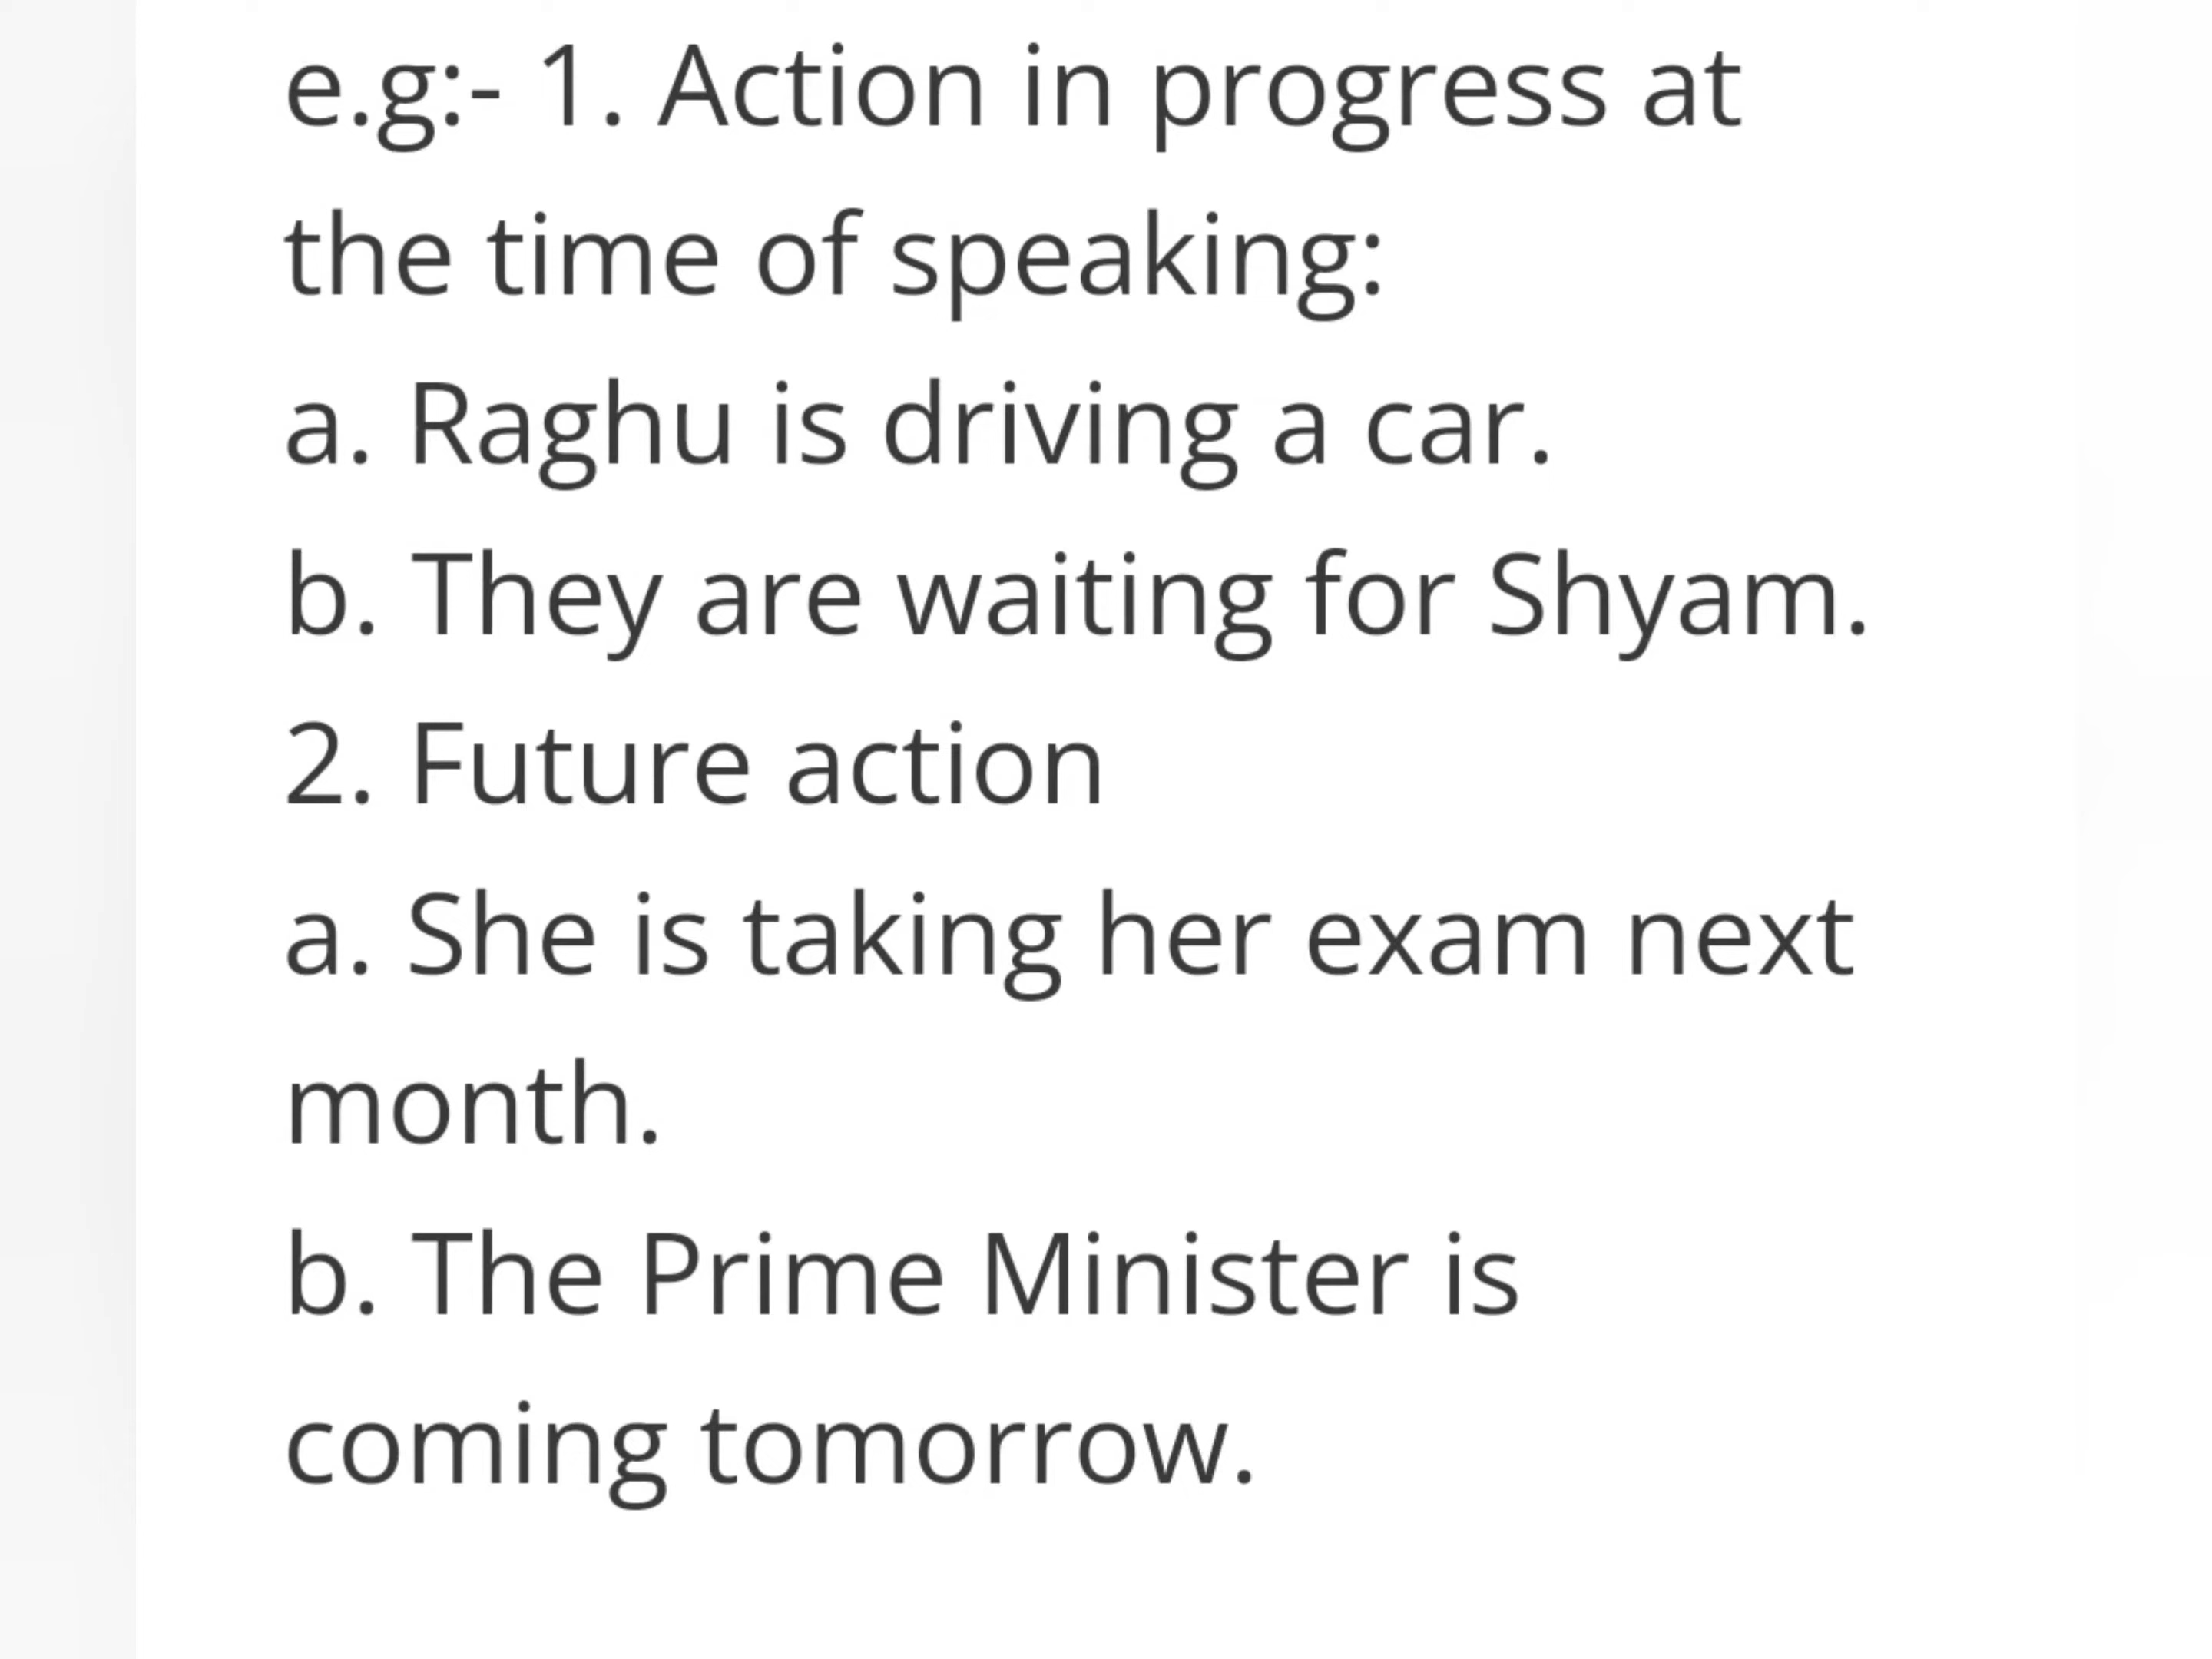 e.g:- 1. Action in progress at
the time of speaking:
a. Raghu is driving a car.
b. They are waiting for Shyam.
2. Future action
a. She is taking her exam next
month.
b. The Prime Minister is
coming tomorrow.